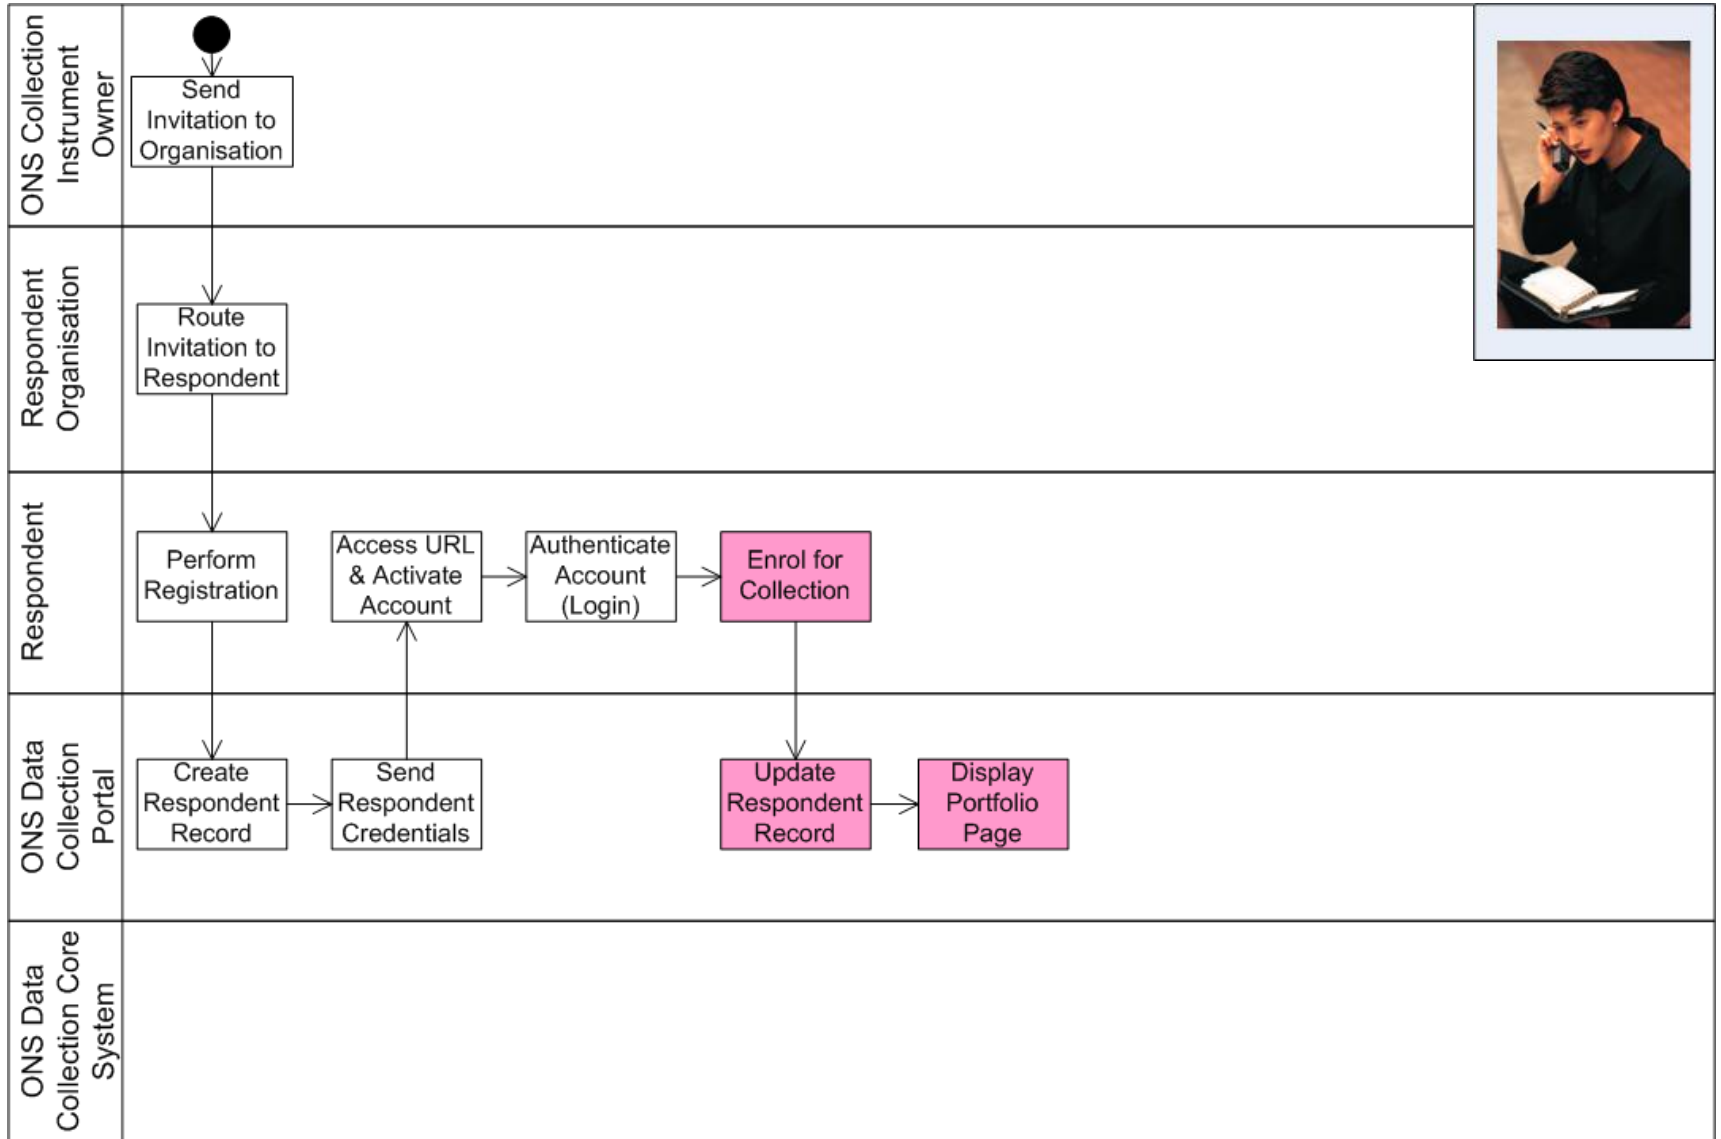 ONS Collection
Instrument
Owner
Send
Invitation to
Organisation
Respondent
Organisation
Route
Invitation to
Respondent
Respondent
Perform
Registration
Access URL
& Activate
Account
Authenticate
Account
(Login)
Enrol for
Collection
ONS Data
Collection
Portal
Create
Respondent
Record
Send
Respondent
Credentials
Update
Respondent
Record
Display
Portfolio
Page
ONS Data
Collection Core
System